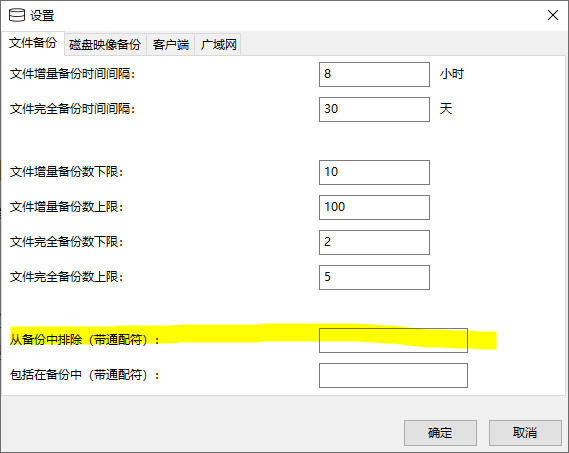 设置
文件备份 磁盘映像备份 客户端 广域网
文件增量备份时间间隔： 8 小时
文件完全备份时间间隔： 30 天
文件增量备份数下限： 10
文件增量备份数上限： 100
文件完全备份数下限： 2
文件完全备份数上限： 5
从备份中排除（带通配符）：
包括在备份中（带通配符）：
确定 取消